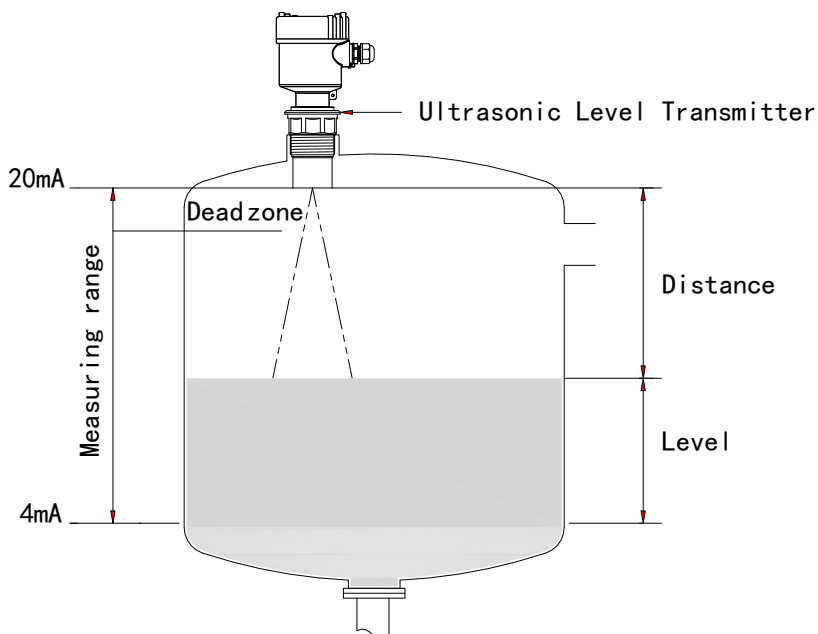 Ultrasonic Level Transmitter
20mA
Deadzone
Distance
Measuring range
Level
4mA